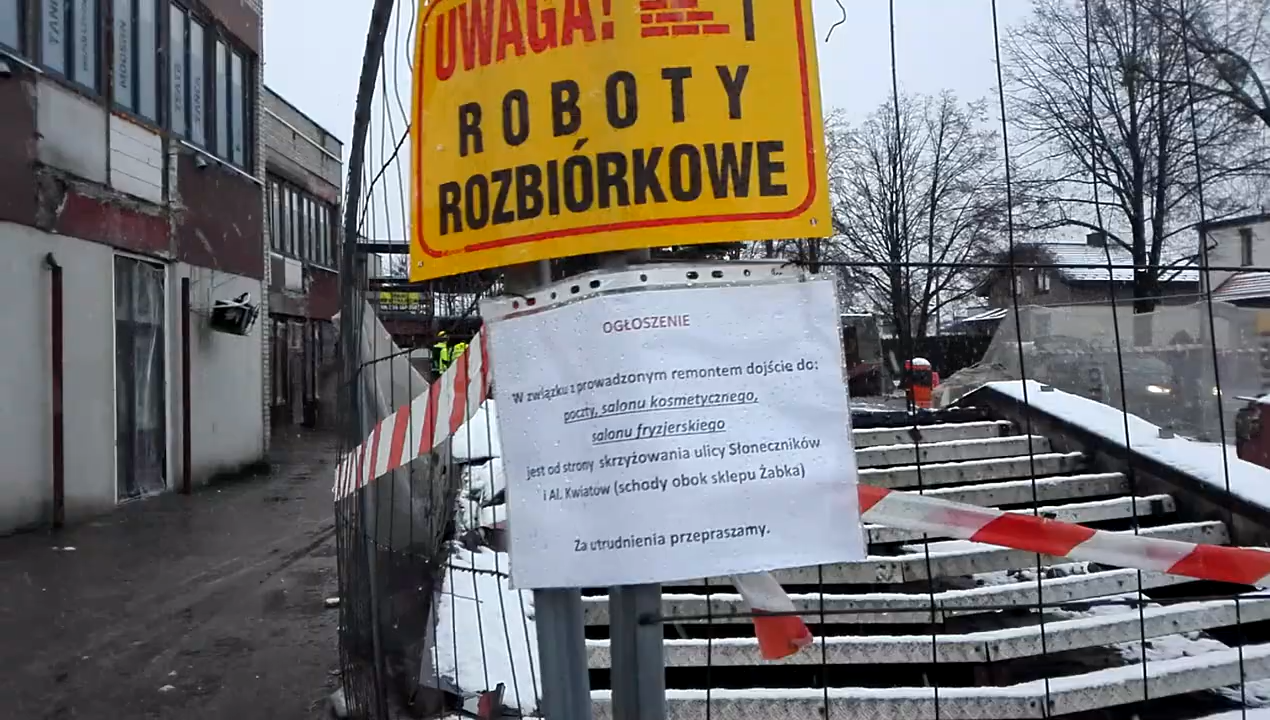 UWAGA!
ROBOTY
ROZBIÓRKOWE
OGŁOSZENIE
W związku z prowadzonym remontem dojście do:
poczty, salonu kosmetycznego,
salonu fryzjerskiego
jest od strony skrzyżowania ulicy Słoneczników
i Al. Kwiatów (schody obok sklepu Żabka)
Za utrudnienia przepraszamy.